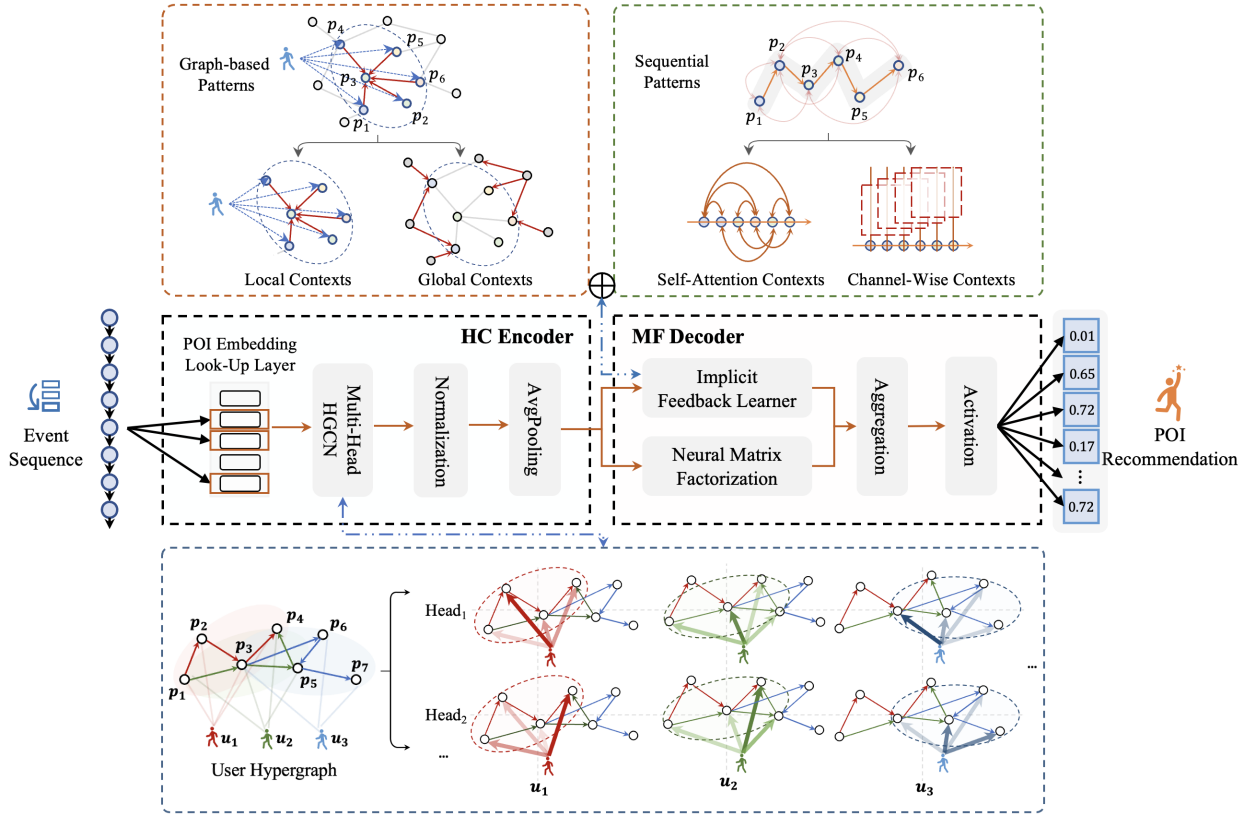 Graph-based
Patterns
p4
p5
p3
p6
p1
p2
Local Contexts
Global Contexts
Sequential
Patterns
p2
p4
p3
p6
p1
p5
Self-Attention Contexts
Channel-Wise Contexts
Event
Sequence
HC Encoder
POI Embedding
Look-Up Layer
Multi-Head
HGCN
Normalization
AvgPooling
MF Decoder
Implicit
Feedback Learner
Neural Matrix
Factorization
Aggregation
Activation
0.01
0.65
0.72
0.17
...
0.72
POI
Recommendation
p2
p4
p6
p3
p5
p7
p1
u1
u2
u3
User Hypergraph
Head1
Head2
...
...
u1
u2
u3